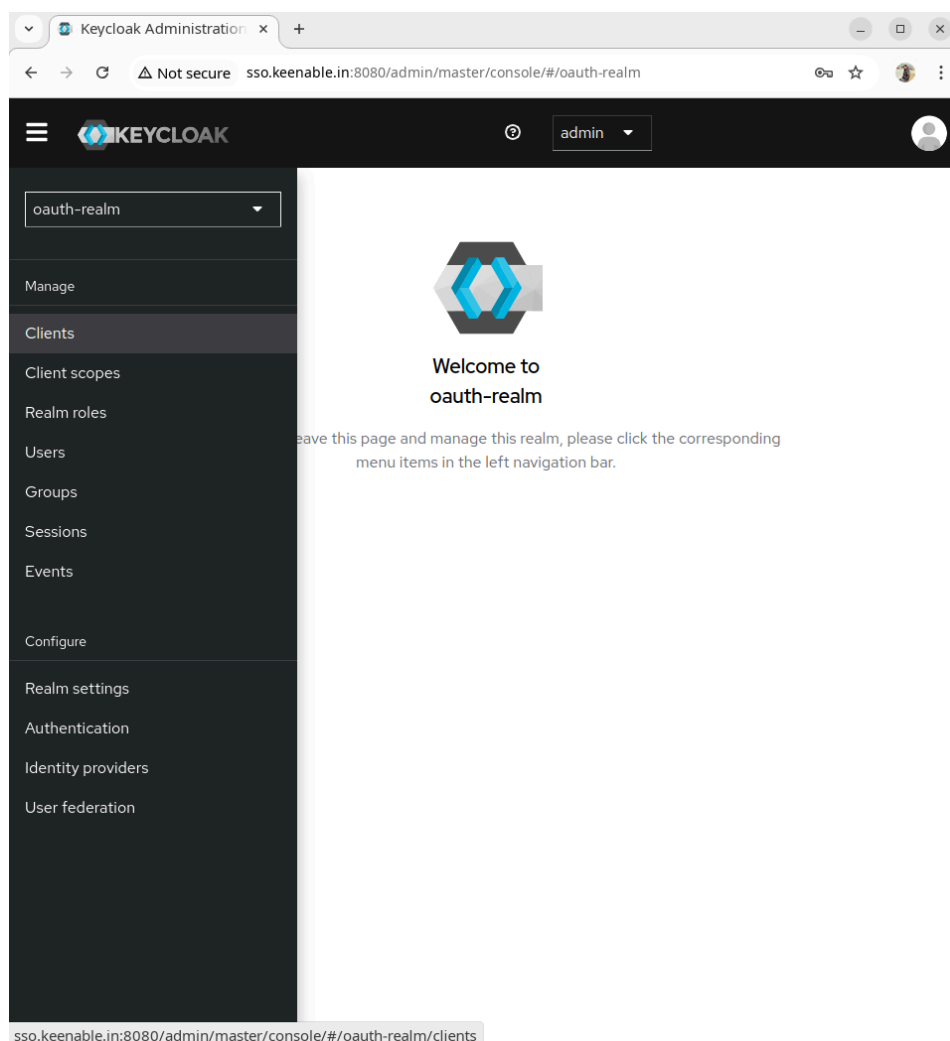 Keycloak Administration
Not secure sso.keenable.in:8080/admin/master/console/#/oauth-realm
KEYCLOAK
admin
oauth-realm
Manage
Clients
Client scopes
Realm roles
Users
Groups
Sessions
Events
Configure
Realm settings
Authentication
Identity providers
User federation
Welcome to
oauth-realm
eave this page and manage this realm, please click the corresponding
menu items in the left navigation bar.
sso.keenable.in:8080/admin/master/console/#/oauth-realm/clients